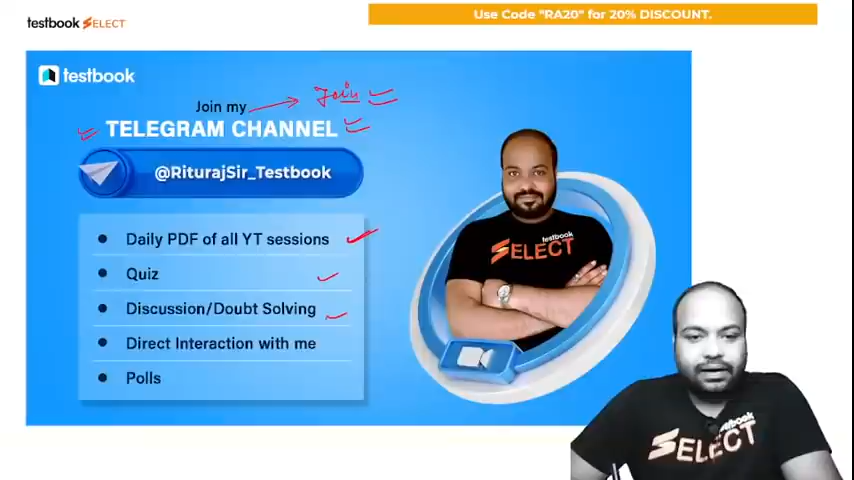 testbook SELECT
Use Code "RA20" for 20% DISCOUNT.
testbook
Join my
Join
TELEGRAM CHANNEL
@RiturajSir_Testbook
Daily PDF of all YT sessions
Quiz
Discussion/Doubt Solving
Direct Interaction with me
Polls
testbook
SELECT
testbook
SELECT